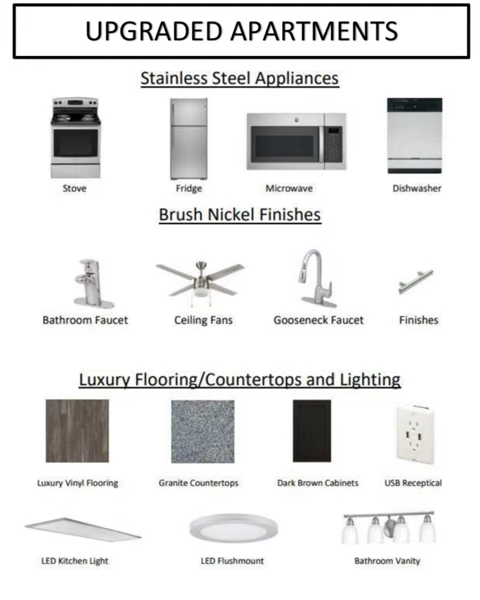 UPGRADED APARTMENTS
Stainless Steel Appliances
Stove Fridge Microwave Dishwasher
Brush Nickel Finishes
Bathroom Faucet Ceiling Fans Gooseneck Faucet Finishes
Luxury Flooring/Countertops and Lighting
Luxury Vinyl Flooring Granite Countertops Dark Brown Cabinets USB Receptical
LED Kitchen Light LED Flushmount Bathroom Vanity